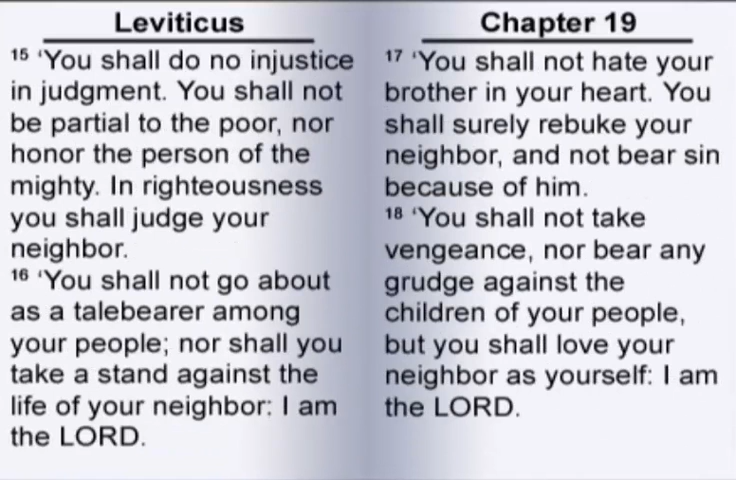 Leviticus
¹⁵ ‘You shall do no injustice
in judgment. You shall not
be partial to the poor, nor
honor the person of the
mighty. In righteousness
you shall judge your
neighbor.
¹⁶ ‘You shall not go about
as a talebearer among
your people; nor shall you
take a stand against the
life of your neighbor: I am
the LORD.
Chapter 19
¹⁷ ‘You shall not hate your
brother in your heart. You
shall surely rebuke your
neighbor, and not bear sin
because of him.
¹⁸ ‘You shall not take
vengeance, nor bear any
grudge against the
children of your people,
but you shall love your
neighbor as yourself: I am
the LORD.